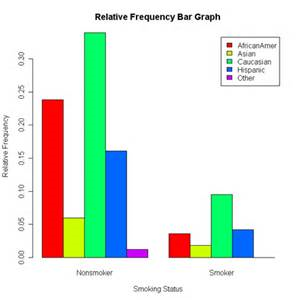 Relative Frequency Bar Graph
AfricanAmer
Asian
Caucasian
Hispanic
Other
Relative Frequency
0.30
0.25
0.20
0.15
0.10
0.05
0.00
Nonsmoker
Smoker
Smoking Status